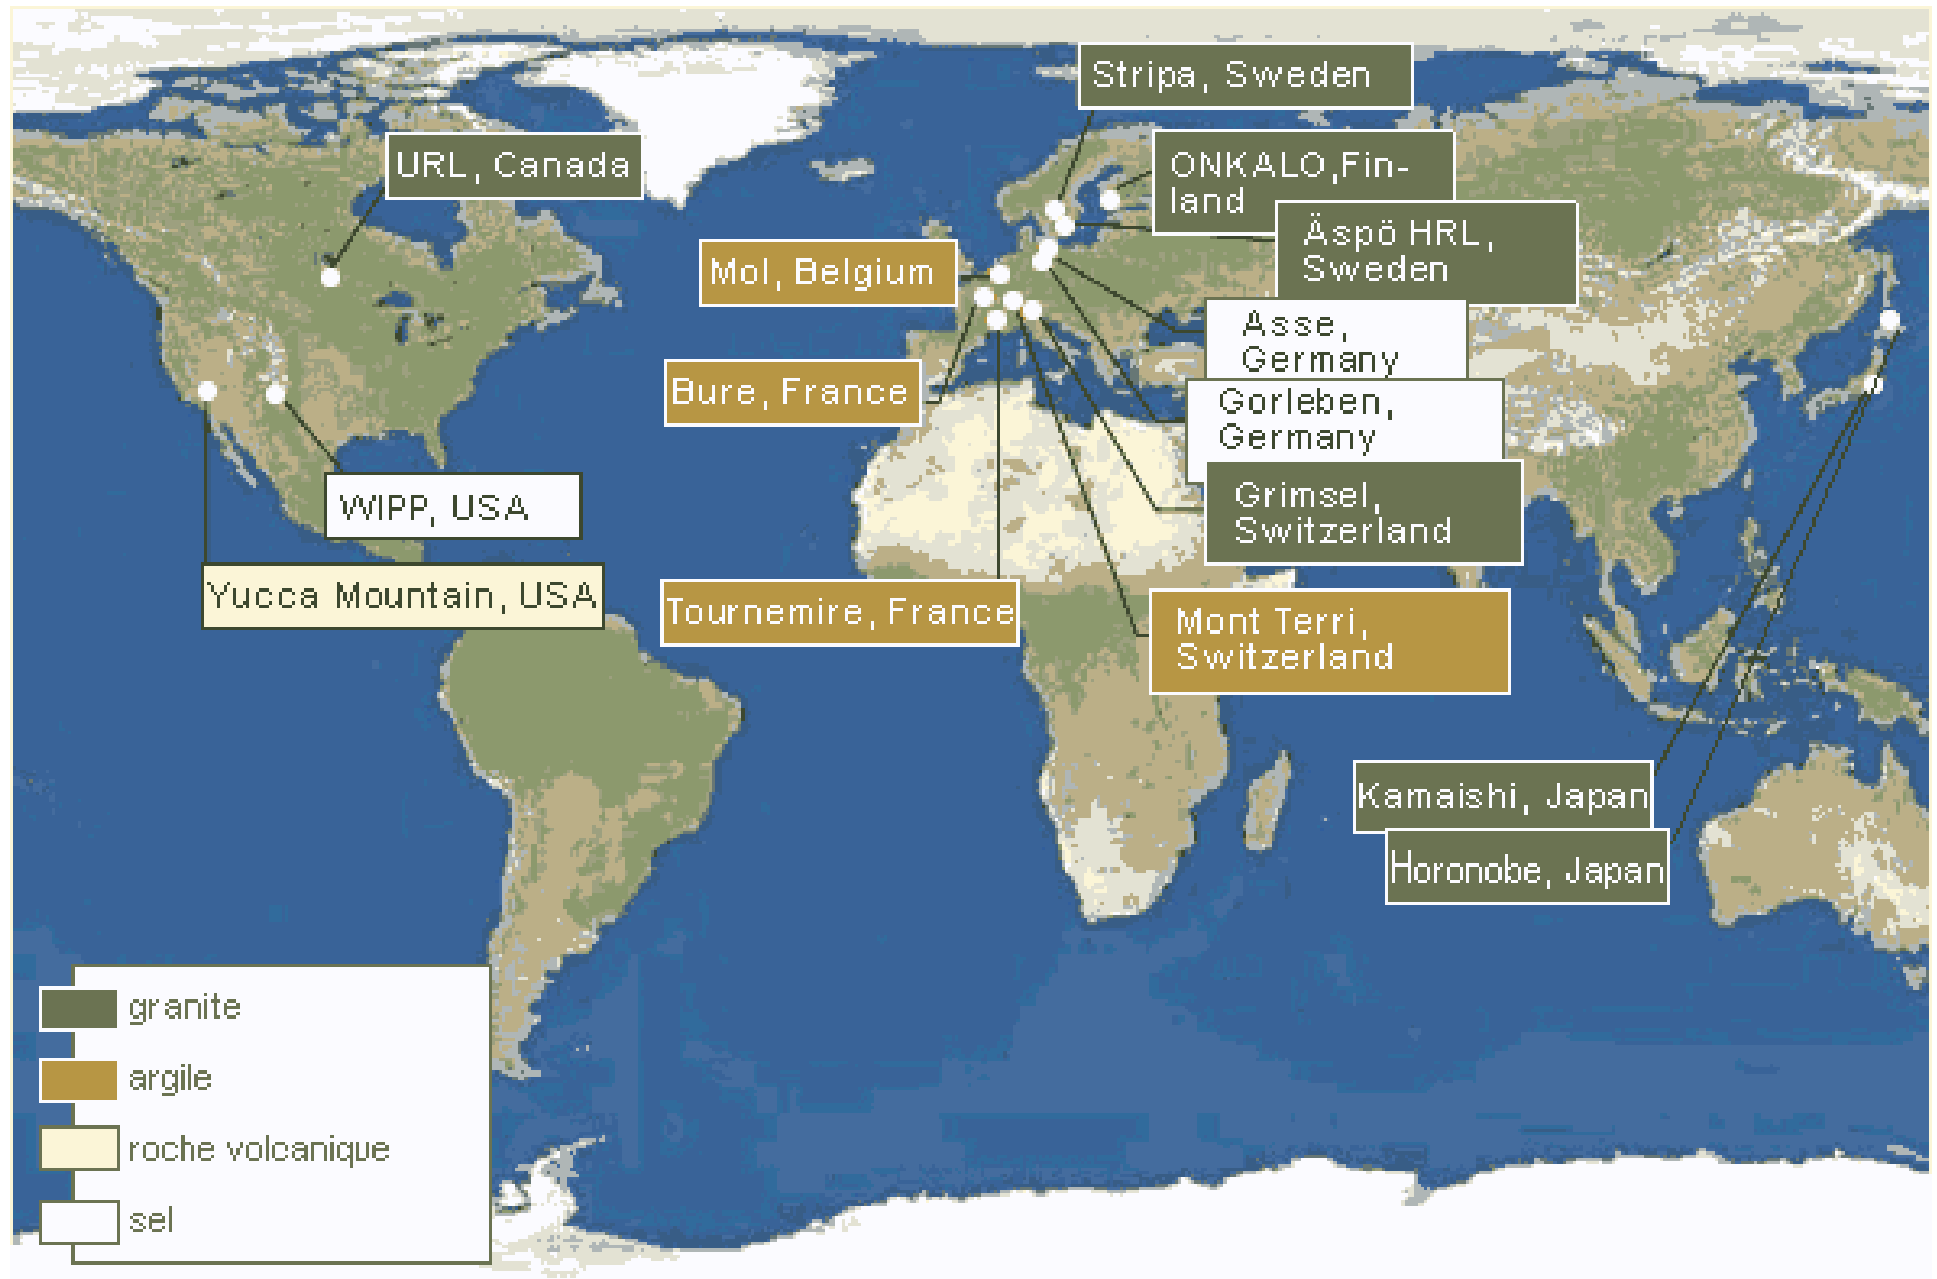 Stripa, Sweden
URL, Canada
ONKALO,Fin-
land
Äspö HRL,
Sweden
Mol, Belgium
Asse,
Germany
Bure, France
Gorleben,
Germany
WIPP, USA
Grimsel,
Switzerland
Yucca Mountain, USA
Tournemire, France
Mont Terri,
Switzerland
Kamaishi, Japan
Horonobe, Japan
granite
argile
roche volcanique
sel